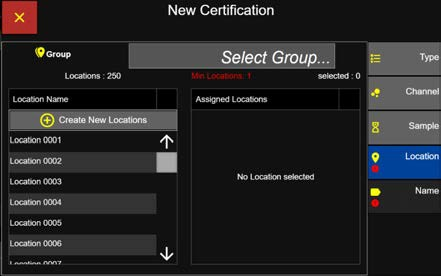 New Certification
Group
Select Group...
Locations : 250
Min Locations: 1
selected : 0
Location Name
Assigned Locations
Create New Locations
Location 0001
Location 0002
Location 0003
Location 0004
Location 0005
Location 0006
Location 0007
No Location selected
Type
Channel
Sample
Location
Name